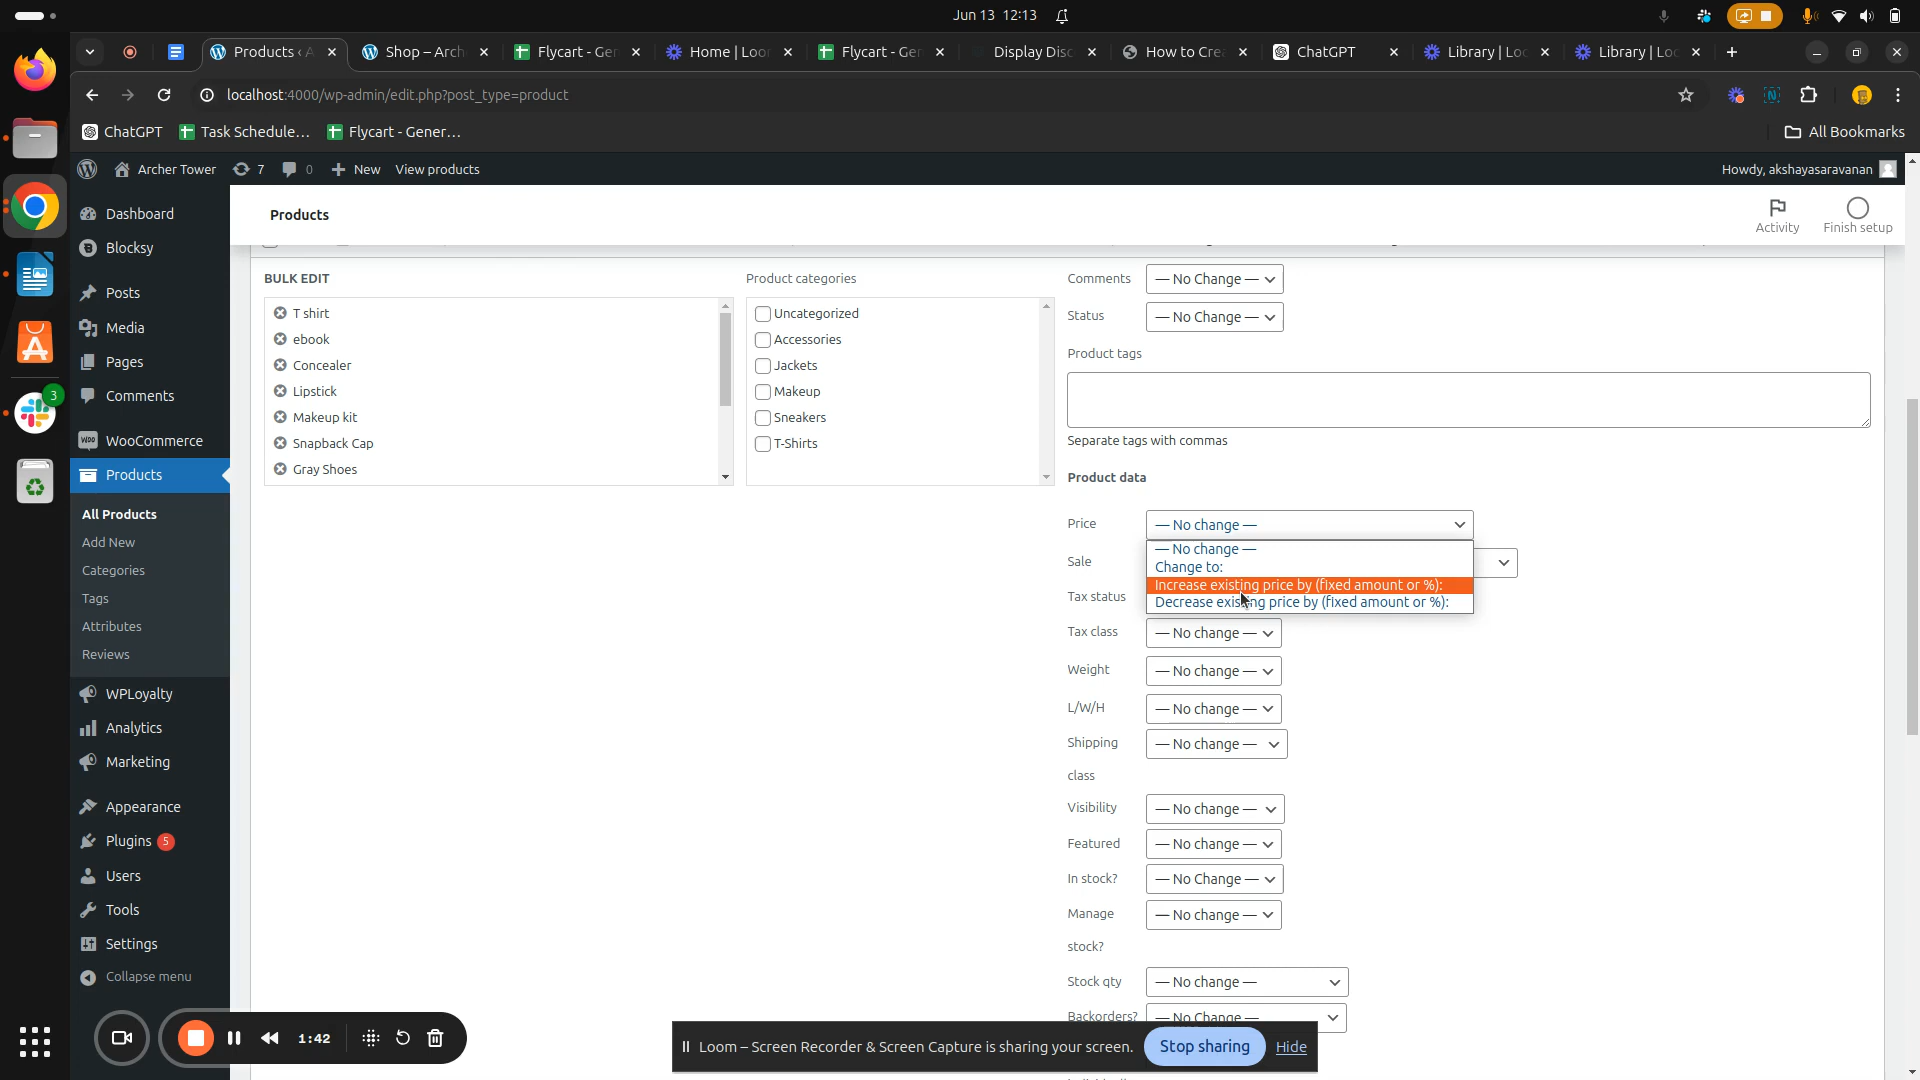 Jun 13 12:13
Products ‹ A
Shop – Arch
Flycart - Gen
Home | Loo
Flycart - Gen
Display Disc
How to Crea
ChatGPT
Library | Loo
Library | Loo
localhost:4000/wp-admin/edit.php?post_type=product
ChatGPT
Task Schedule...
Flycart - Gener...
All Bookmarks
Archer Tower
7
0
New
View products
Howdy, akshayasaravanan
Products
Activity
Finish setup
Dashboard
Blocksy
Posts
Media
Pages
Comments
3
WooCommerce
Products
All Products
Add New
Categories
Tags
Attributes
Reviews
WPLoyalty
Analytics
Marketing
Appearance
Plugins 5
Users
Tools
Settings
Collapse menu
BULK EDIT
T shirt
ebook
Concealer
Lipstick
Makeup kit
Snapback Cap
Gray Shoes
Product categories
Uncategorized
Accessories
Jackets
Makeup
Sneakers
T-Shirts
Comments — No Change —
Status — No Change —
Product tags
Separate tags with commas
Product data
Price — No change —
— No change —
Change to:
Increase existing price by (fixed amount or %):
Decrease existing price by (fixed amount or %):
Sale
Tax status
Tax class — No change —
Weight — No change —
L/W/H — No change —
Shipping class — No change —
Visibility — No change —
Featured — No change —
In stock? — No Change —
Manage stock? — No change —
Stock qty — No change —
Backorders? — No Change —
1:42
Loom – Screen Recorder & Screen Capture is sharing your screen.
Stop sharing
Hide